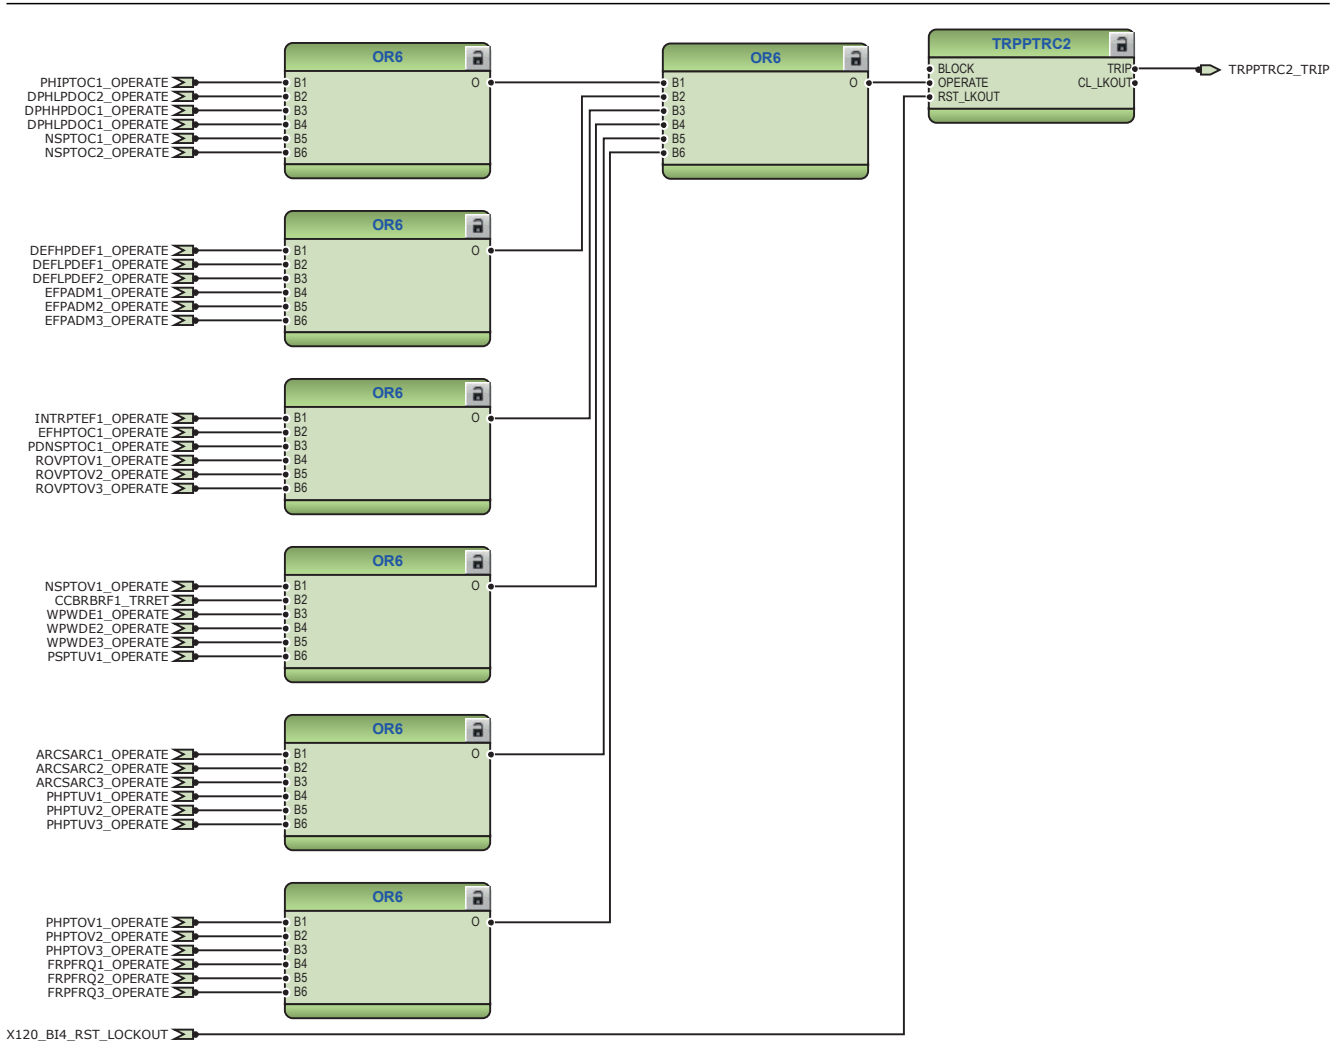 OR6
PHIPTOC1_OPERATE B1 O
DPHLPDOC2_OPERATE B2
DPHHPDOC1_OPERATE B3
DPHLPDOC1_OPERATE B4
NSPTOC1_OPERATE B5
NSPTOC2_OPERATE B6
OR6
B1 O
B2
B3
B4
B5
B6
TRPPTRC2
BLOCK TRIP TRPPTRC2_TRIP
OPERATE CL_LKOUT
RST_LKOUT
OR6
DEFHPDEF1_OPERATE B1 O
DEFLPDEF1_OPERATE B2
DEFLPDEF2_OPERATE B3
EFPADM1_OPERATE B4
EFPADM2_OPERATE B5
EFPADM3_OPERATE B6
OR6
INTRPTEF1_OPERATE B1 O
EFHPTOC1_OPERATE B2
PDNSPTOC1_OPERATE B3
ROVPTOV1_OPERATE B4
ROVPTOV2_OPERATE B5
ROVPTOV3_OPERATE B6
OR6
NSPTOV1_OPERATE B1 O
CCBRBRF1_TRRET B2
WPWDE1_OPERATE B3
WPWDE2_OPERATE B4
WPWDE3_OPERATE B5
PSPTUV1_OPERATE B6
OR6
ARCSARC1_OPERATE B1 O
ARCSARC2_OPERATE B2
ARCSARC3_OPERATE B3
PHPTUV1_OPERATE B4
PHPTUV2_OPERATE B5
PHPTUV3_OPERATE B6
OR6
PHPTOV1_OPERATE B1 O
PHPTOV2_OPERATE B2
PHPTOV3_OPERATE B3
FRPFRQ1_OPERATE B4
FRPFRQ2_OPERATE B5
FRPFRQ3_OPERATE B6
X120_BI4_RST_LOCKOUT